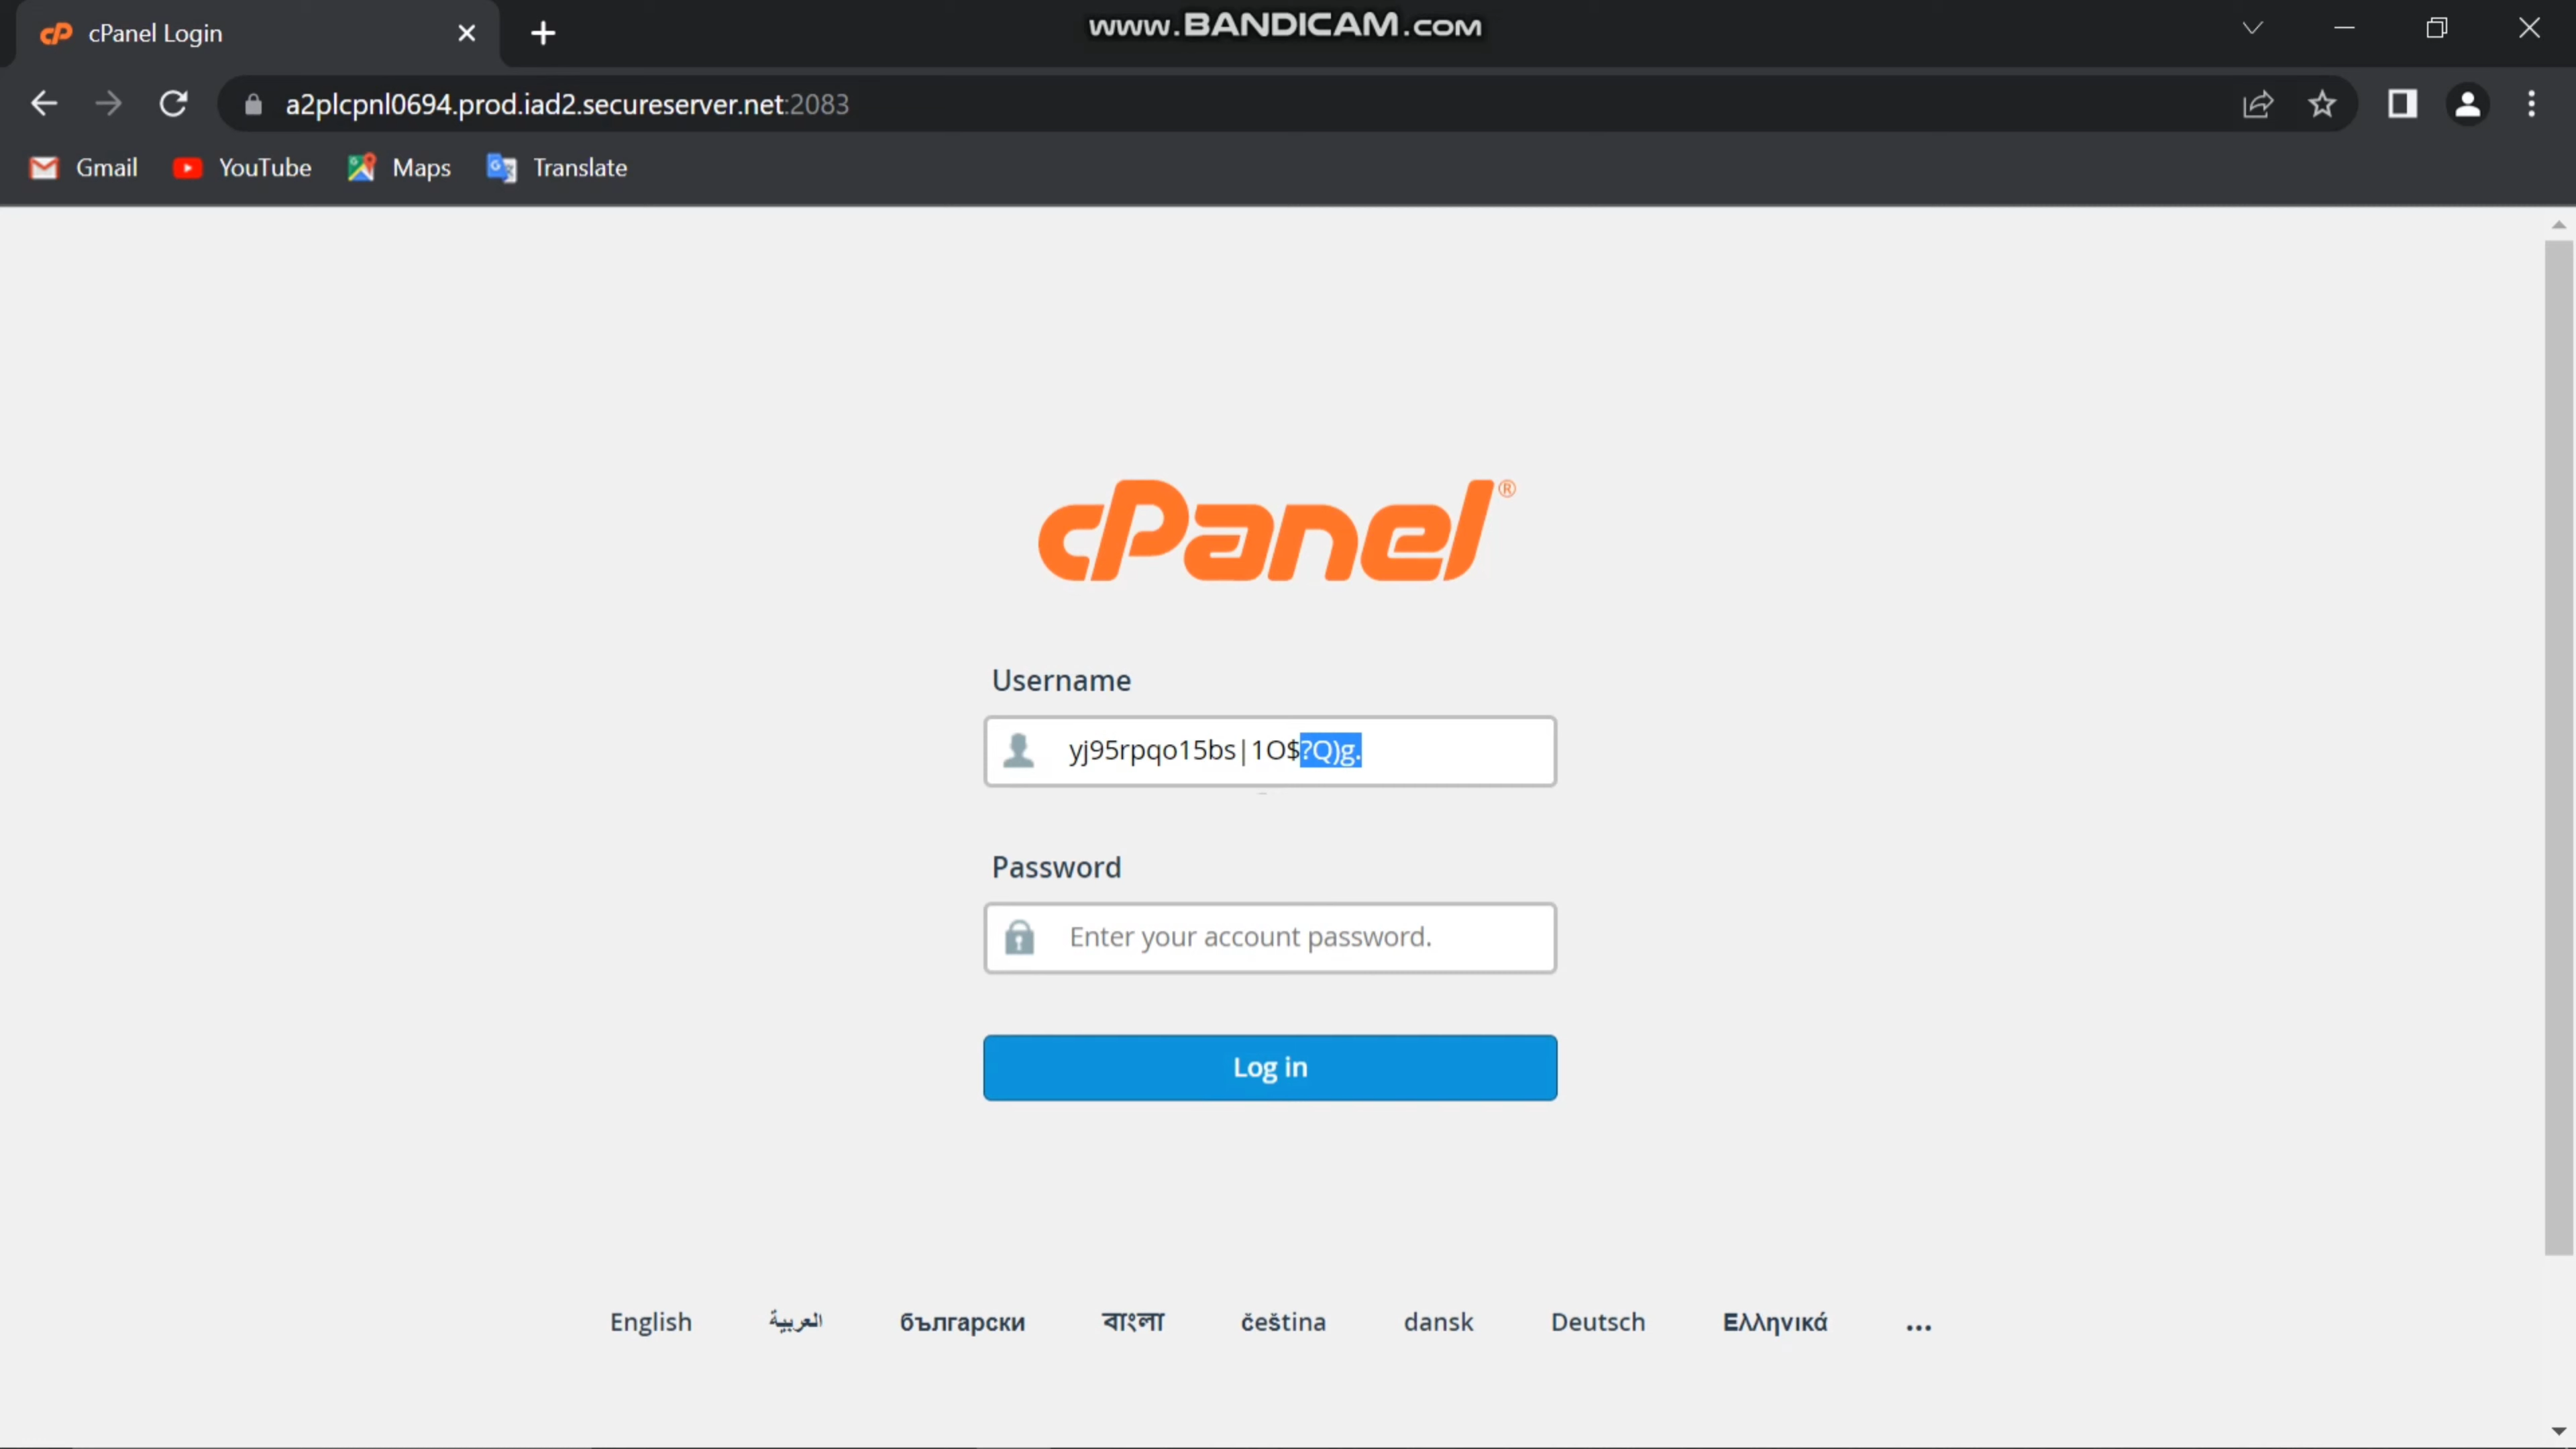 cPanel Login
www.BANDICAM.com
a2plcpnl0694.prod.iad2.secureserver.net:2083
Gmail YouTube Maps Translate
cPanel®
Username
yj95rpqo15bs|1O$?Q)g.
Password
Enter your account password.
Log in
English العربية български বাংলা čeština dansk Deutsch Ελληνικά ...